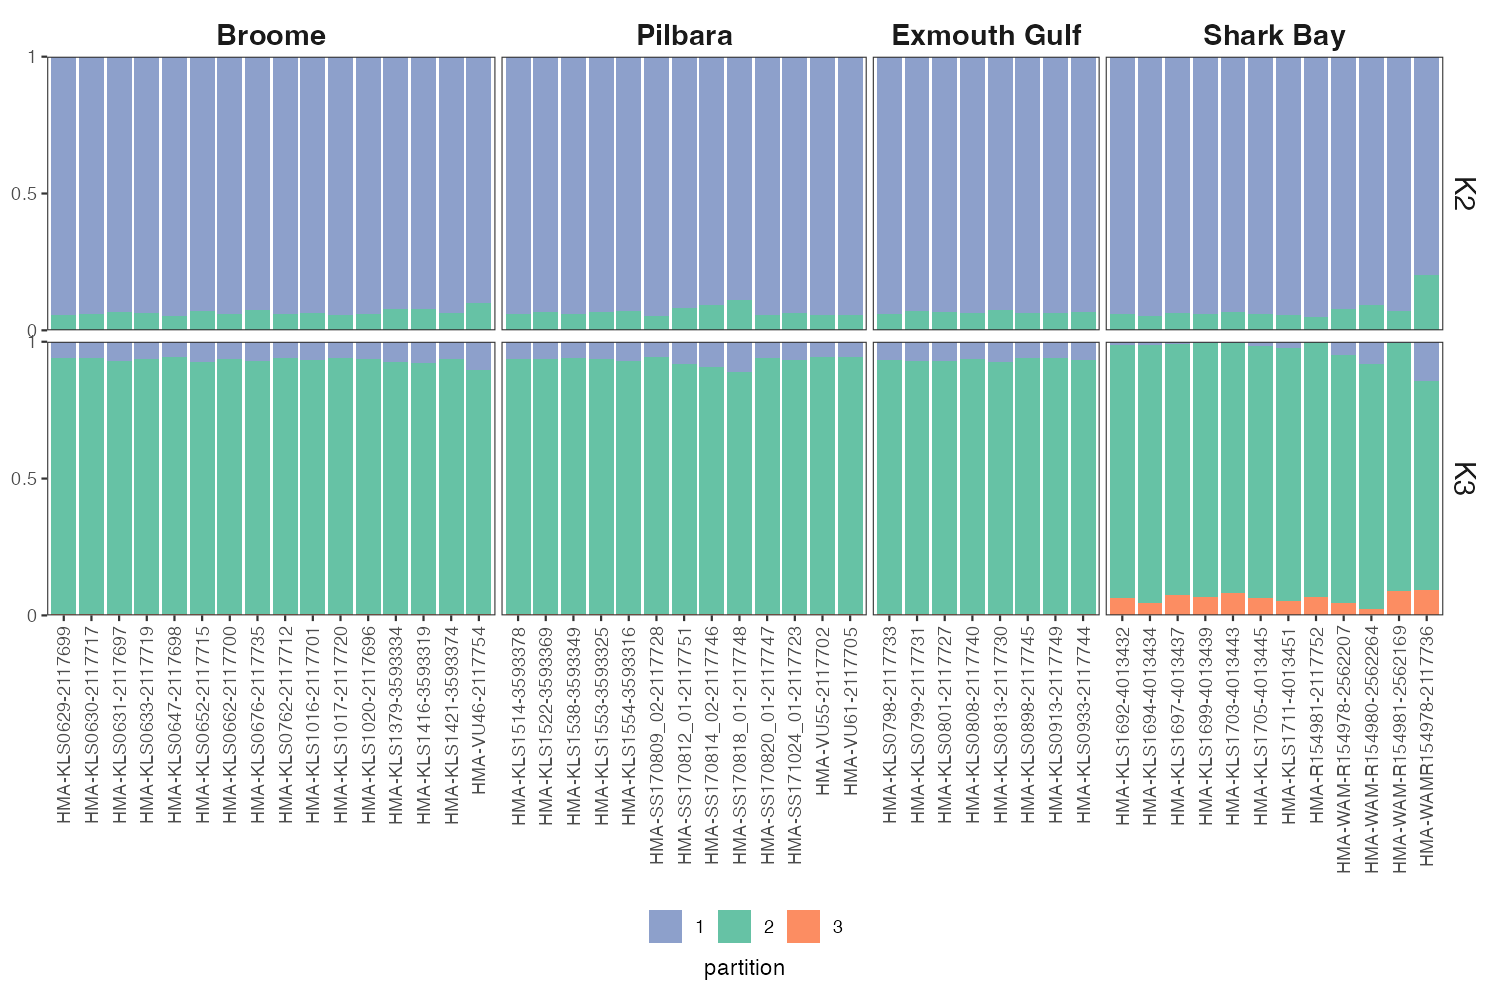 Broome Pilbara Exmouth Gulf Shark Bay
1
0.5
0
K2
1
0.5
0
K3
HMA-KLS0629-2117699
HMA-KLS0630-2117717
HMA-KLS0631-2117697
HMA-KLS0633-2117719
HMA-KLS0647-2117698
HMA-KLS0652-2117715
HMA-KLS0662-2117700
HMA-KLS0676-2117735
HMA-KLS0762-2117712
HMA-KLS1016-2117701
HMA-KLS1017-2117720
HMA-KLS1020-2117696
HMA-KLS1379-3593334
HMA-KLS1416-3593319
HMA-KLS1421-3593374
HMA-VU46-2117754
HMA-KLS1514-3593378
HMA-KLS1522-3593369
HMA-KLS1538-3593349
HMA-KLS1553-3593325
HMA-KLS1554-3593316
HMA-SS170809_02-2117728
HMA-SS170812_01-2117751
HMA-SS170814_02-2117746
HMA-SS170818_01-2117748
HMA-SS170820_01-2117747
HMA-SS171024_01-2117723
HMA-VU55-2117702
HMA-VU61-2117705
HMA-KLS0798-2117733
HMA-KLS0799-2117731
HMA-KLS0801-2117727
HMA-KLS0808-2117740
HMA-KLS0813-2117730
HMA-KLS0898-2117745
HMA-KLS0913-2117749
HMA-KLS0933-2117744
HMA-KLS1692-4013432
HMA-KLS1694-4013434
HMA-KLS1697-4013437
HMA-KLS1699-4013439
HMA-KLS1703-4013443
HMA-KLS1705-4013445
HMA-KLS1711-4013451
HMA-R154981-2117752
HMA-WAM-R154978-2562207
HMA-WAM-R154980-2562264
HMA-WAM-R154981-2562169
HMA-WAMR154978-2117736
1 2 3
partition